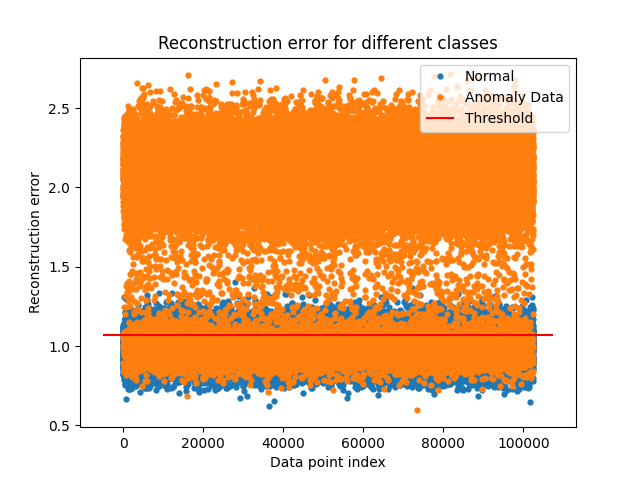 Reconstruction error for different classes
Normal
Anomaly Data
Threshold
2.5
2.0
1.5
1.0
0.5
Reconstruction error
0
20000
40000
60000
80000
100000
Data point index